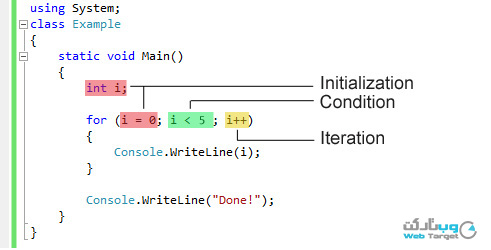 using System;
class Example
{
static void Main()
{
int i;
Initialization
Condition
for (i = 0; i < 5 ; i++)
Iteration
{
Console.WriteLine(i);
}
Console.WriteLine("Done!");
}
}
وب تارگت
Web Target